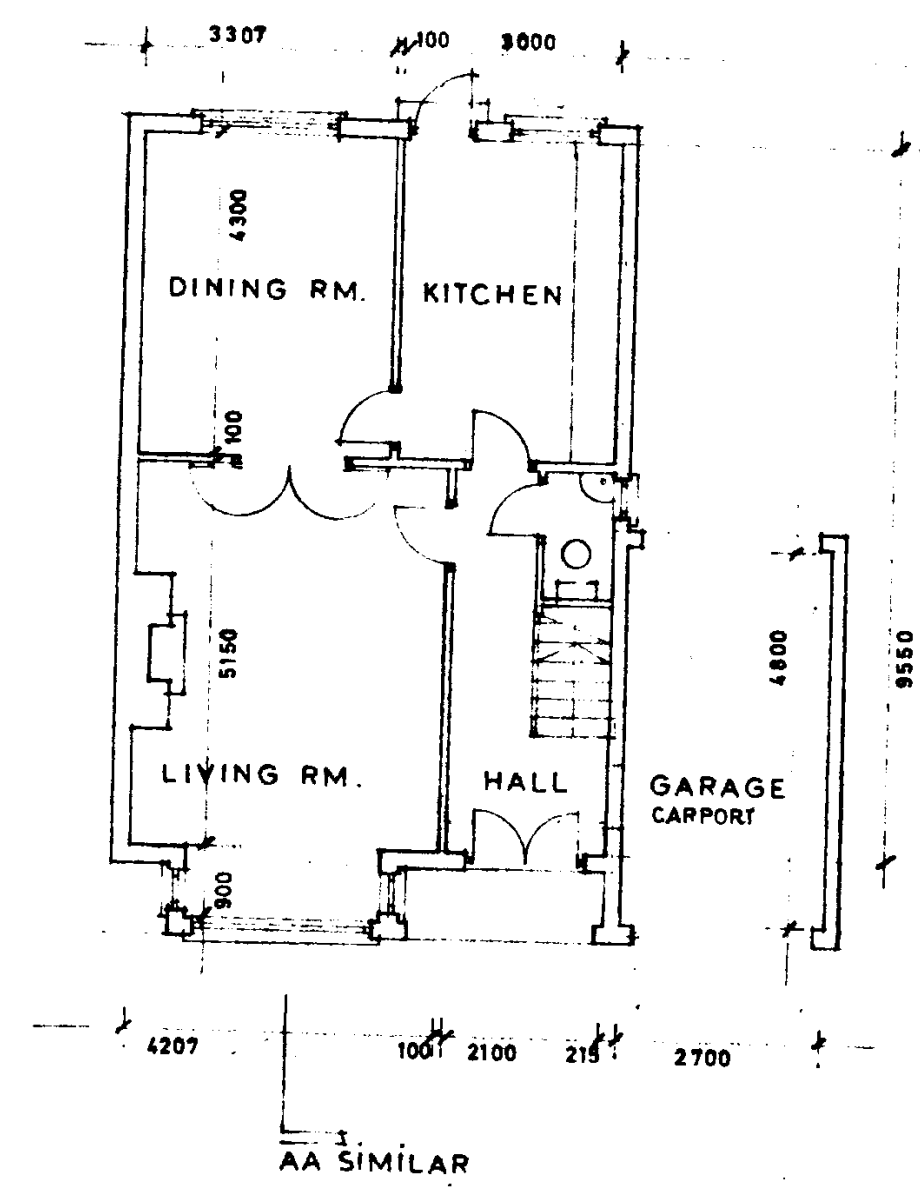 3307 100 3000
4300
DINING RM. KITCHEN
100
5150
4800
9550
LIVING RM. HALL GARAGE
CARPORT
900
4207 100 2100 215 2700
AA SIMILAR